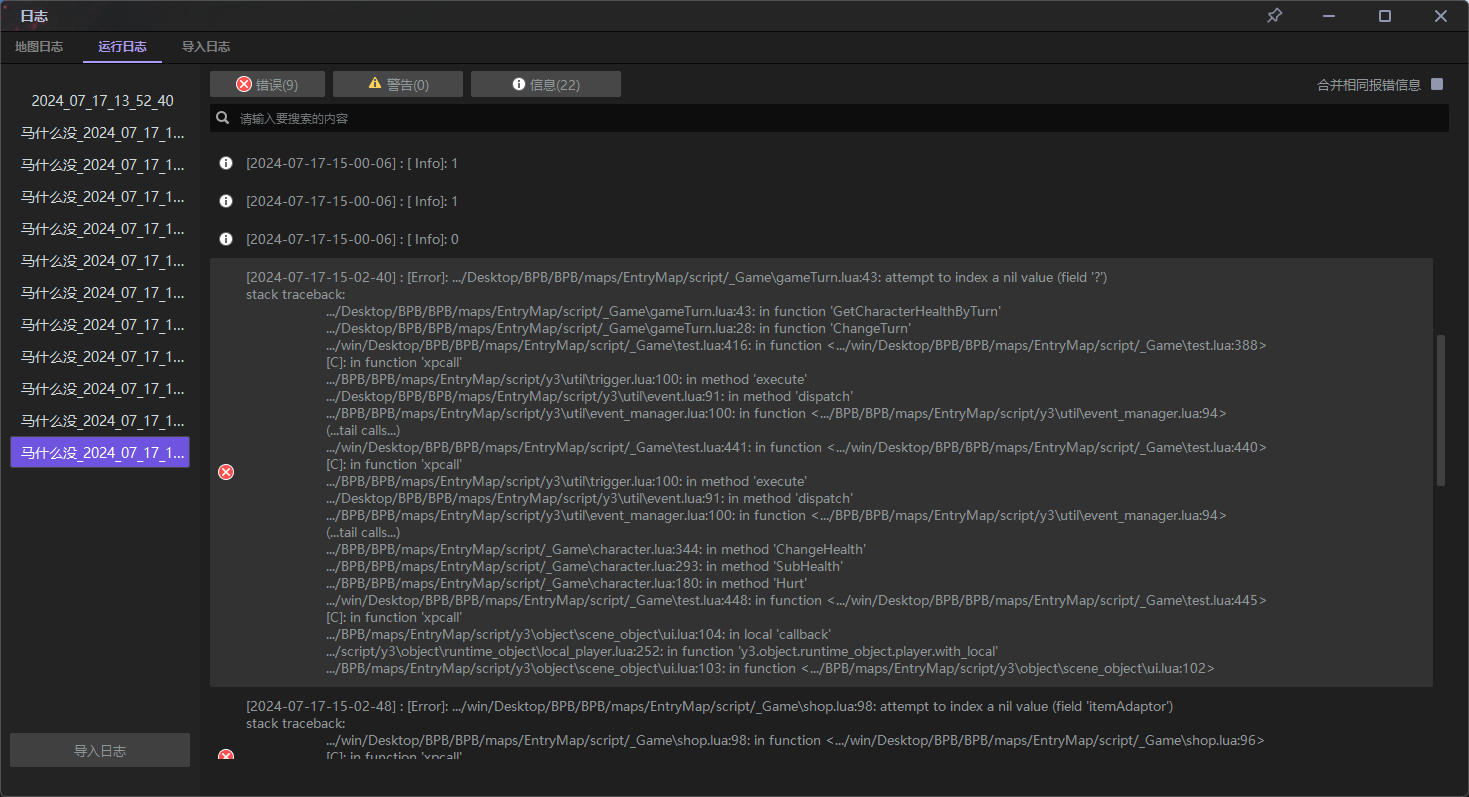 日志
地图日志 运行日志 导入日志
错误(9) 警告(0) 信息(22) 合并相同报错信息
请输入要搜索的内容
2024_07_17_13_52_40
马什么没_2024_07_17_1...
马什么没_2024_07_17_1...
马什么没_2024_07_17_1...
马什么没_2024_07_17_1...
马什么没_2024_07_17_1...
马什么没_2024_07_17_1...
马什么没_2024_07_17_1...
马什么没_2024_07_17_1...
马什么没_2024_07_17_1...
马什么没_2024_07_17_1...
马什么没_2024_07_17_1...
导入日志
[2024-07-17-15-00-06] : [ Info]: 1
[2024-07-17-15-00-06] : [ Info]: 1
[2024-07-17-15-00-06] : [ Info]: 0
[2024-07-17-15-02-40] : [Error]: .../Desktop/BPB/BPB/maps/EntryMap/script/_Game\gameTurn.lua:43: attempt to index a nil value (field '?')
stack traceback:
.../Desktop/BPB/BPB/maps/EntryMap/script/_Game\gameTurn.lua:43: in function 'GetCharacterHealthByTurn'
.../Desktop/BPB/BPB/maps/EntryMap/script/_Game\gameTurn.lua:28: in function 'ChangeTurn'
.../win/Desktop/BPB/BPB/maps/EntryMap/script/_Game\test.lua:416: in function <.../win/Desktop/BPB/BPB/maps/EntryMap/script/_Game\test.lua:388>
[C]: in function 'xpcall'
.../BPB/BPB/maps/EntryMap/script/y3\util\trigger.lua:100: in method 'execute'
.../Desktop/BPB/BPB/maps/EntryMap/script/y3\util\event.lua:91: in method 'dispatch'
.../BPB/BPB/maps/EntryMap/script/y3\util\event_manager.lua:100: in function <.../BPB/BPB/maps/EntryMap/script/y3\util\event_manager.lua:94>
(...tail calls...)
.../win/Desktop/BPB/BPB/maps/EntryMap/script/_Game\test.lua:441: in function <.../win/Desktop/BPB/BPB/maps/EntryMap/script/_Game\test.lua:440>
[C]: in function 'xpcall'
.../BPB/BPB/maps/EntryMap/script/y3\util\trigger.lua:100: in method 'execute'
.../Desktop/BPB/BPB/maps/EntryMap/script/y3\util\event.lua:91: in method 'dispatch'
.../BPB/BPB/maps/EntryMap/script/y3\util\event_manager.lua:100: in function <.../BPB/BPB/maps/EntryMap/script/y3\util\event_manager.lua:94>
(...tail calls...)
.../BPB/BPB/maps/EntryMap/script/_Game\character.lua:344: in method 'ChangeHealth'
.../BPB/BPB/maps/EntryMap/script/_Game\character.lua:293: in method 'SubHealth'
.../BPB/BPB/maps/EntryMap/script/_Game\character.lua:180: in method 'Hurt'
.../win/Desktop/BPB/BPB/maps/EntryMap/script/_Game\test.lua:448: in function <.../win/Desktop/BPB/BPB/maps/EntryMap/script/_Game\test.lua:445>
[C]: in function 'xpcall'
.../BPB/maps/EntryMap/script/y3\object\scene_object\ui.lua:104: in local 'callback'
.../script/y3\object\runtime_object\local_player.lua:252: in function 'y3.object.runtime_object.player.with_local'
.../BPB/maps/EntryMap/script/y3\object\scene_object\ui.lua:103: in function <.../BPB/maps/EntryMap/script/y3\object\scene_object\ui.lua:102>
[2024-07-17-15-02-48] : [Error]: .../win/Desktop/BPB/BPB/maps/EntryMap/script/_Game\shop.lua:98: attempt to index a nil value (field 'itemAdaptor')
stack traceback:
.../win/Desktop/BPB/BPB/maps/EntryMap/script/_Game\shop.lua:98: in function <.../win/Desktop/BPB/BPB/maps/EntryMap/script/_Game\shop.lua:96>
[C]: in function 'xpcall'